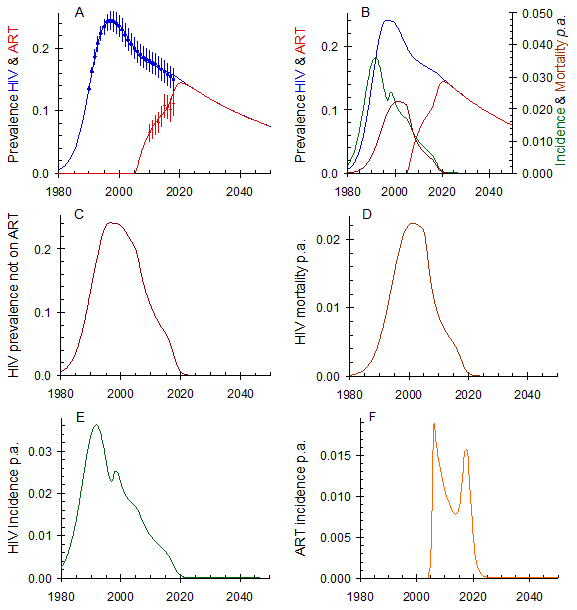 A
Prevalence HIV & ART
0.2
0.1
0.0
1980 2000 2020 2040
B
Prevalence HIV & ART
0.2
0.1
0.0
0.050
0.040
0.030
0.020
0.010
0.000
Incidence & Mortality p.a.
1980 2000 2020 2040
C
HIV prevalence not on ART
0.2
0.1
0.0
1980 2000 2020 2040
D
HIV mortality p.a.
0.02
0.01
0.00
1980 2000 2020 2040
E
HIV Incidence p.a.
0.03
0.02
0.01
0.00
1980 2000 2020 2040
F
ART incidence p.a.
0.015
0.010
0.005
0.000
1980 2000 2020 2040